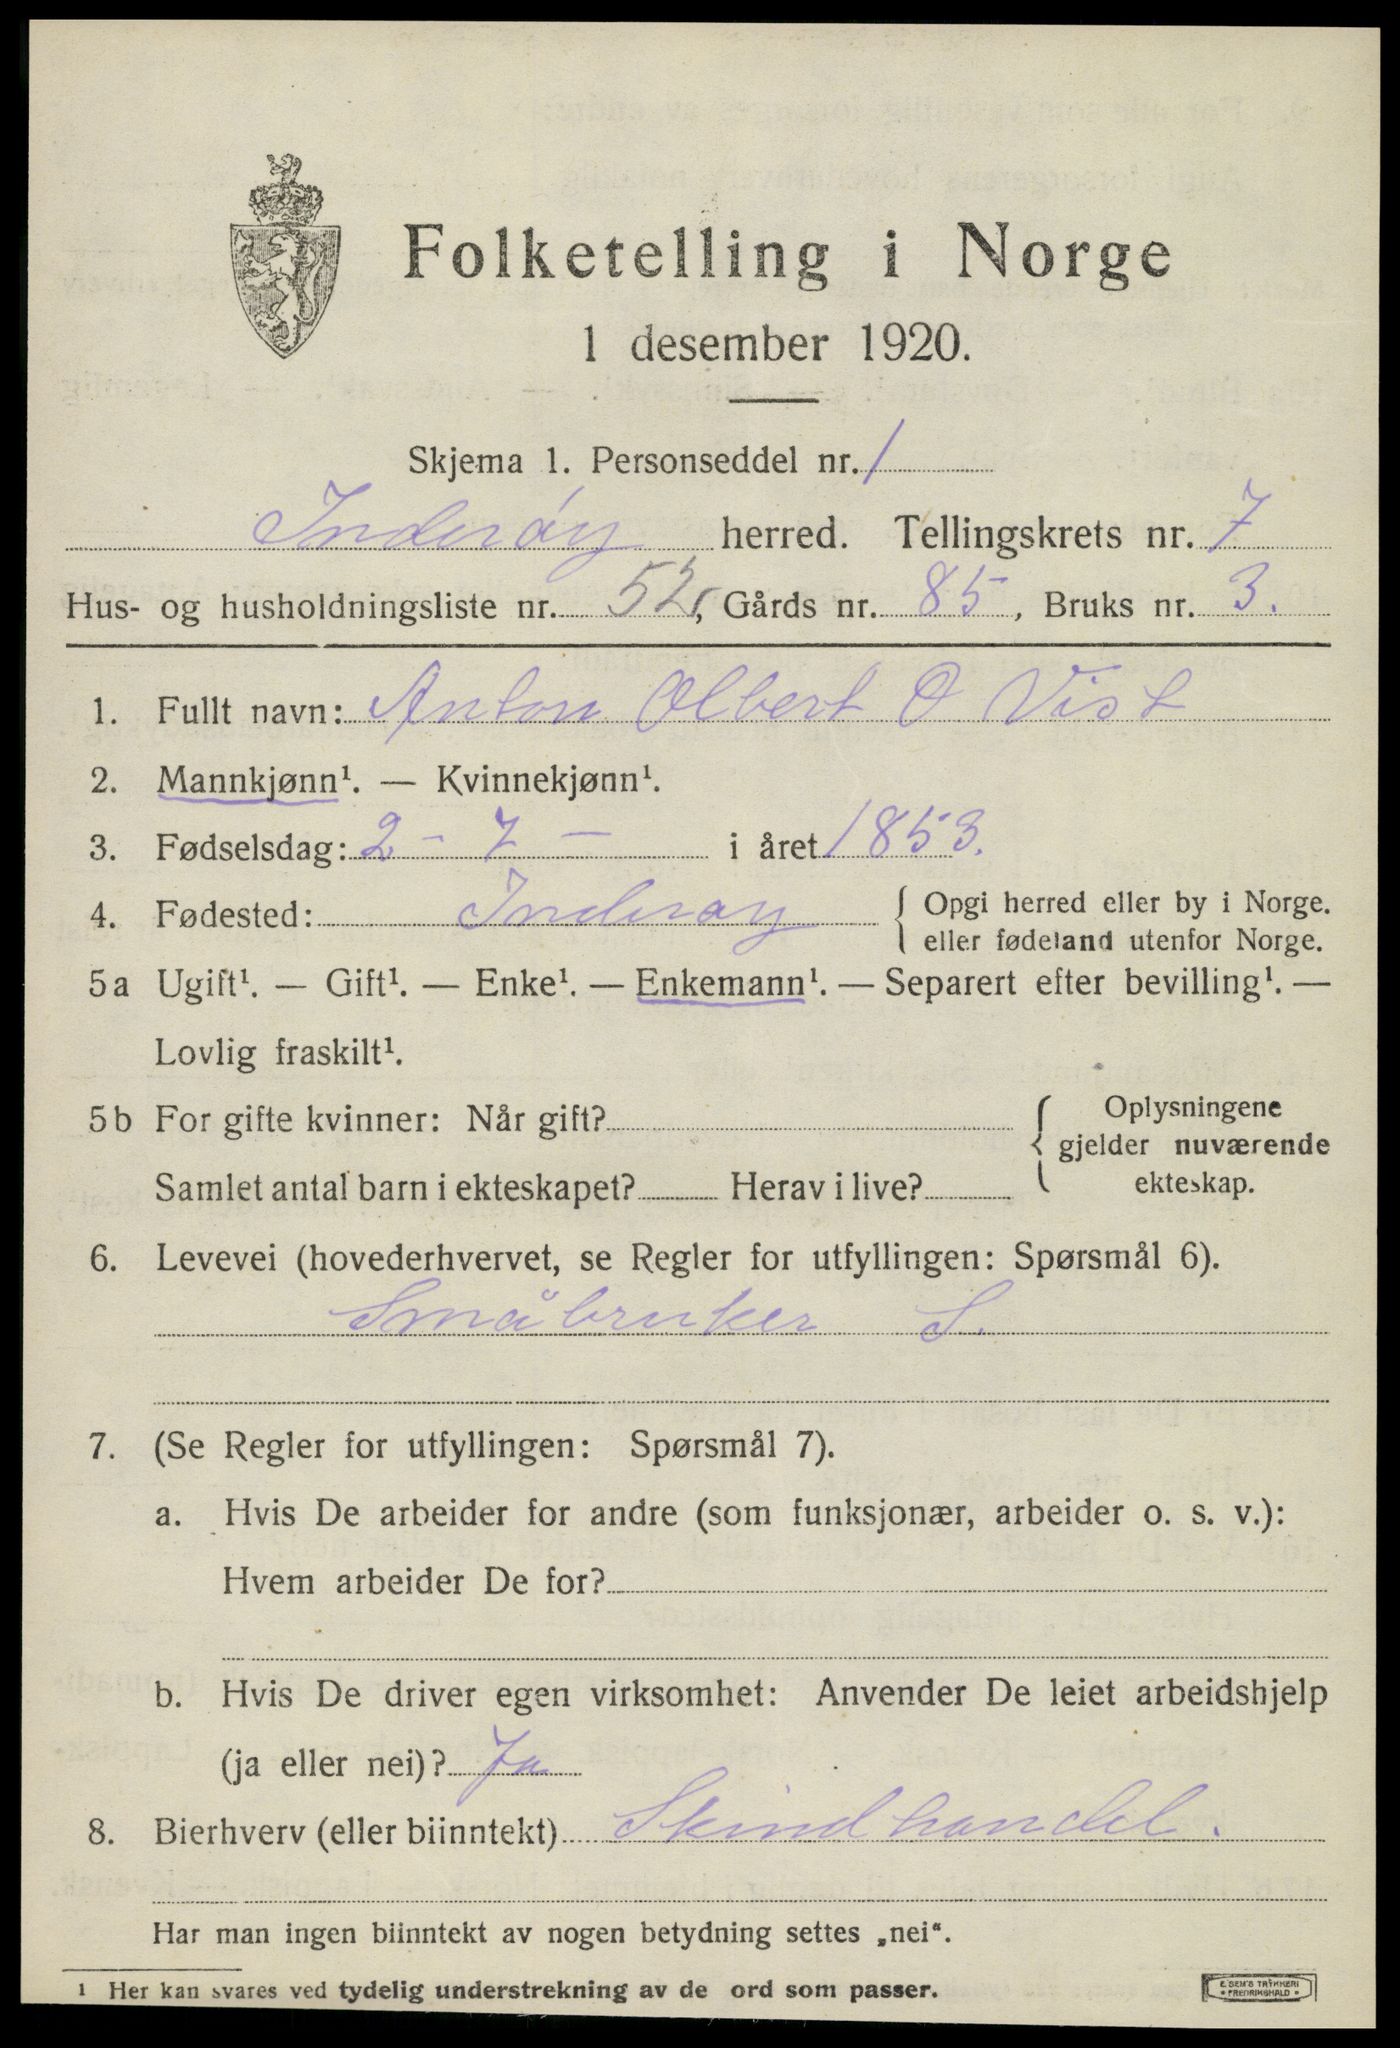 Folketelling i Norge
1 desember 1920.
Skjema 1. Personseddel nr. 1
Inderøy herred. Tellingskrets nr. 7
Hus- og husholdningsliste nr. 52, Gårds nr. 85, Bruks nr. 3.
1. Fullt navn: Anton Olbert O Vist
2. Mannkjønn¹. — Kvinnekjønn¹.
3. Fødselsdag: 2 - 7 - i året 1853.
4. Fødested: Inderøy { Opgi herred eller by i Norge.
eller fødeland utenfor Norge.
5a Ugift¹. — Gift¹. — Enke¹. — Enkemann¹. — Separert efter bevilling¹. —
Lovlig fraskilt¹.
5b For gifte kvinner: Når gift? { Oplysningene
gjelder nuværende
Samlet antal barn i ekteskapet? Herav i live? ekteskap.
6. Levevei (hovederhvervet, se Regler for utfyllingen: Spørsmål 6).
Småbruker S.
7. (Se Regler for utfyllingen: Spørsmål 7).
a. Hvis De arbeider for andre (som funksjonær, arbeider o. s. v.):
Hvem arbeider De for?
b. Hvis De driver egen virksomhet: Anvender De leiet arbeidshjelp
(ja eller nei)? Ja
8. Bierhverv (eller biinntekt) Skindhandel.
Har man ingen biinntekt av nogen betydning settes „nei“.
1 Her kan svares ved tydelig understrekning av de ord som passer.
E. SEM'S TRYKKERI
• FREDRIKSHALD •